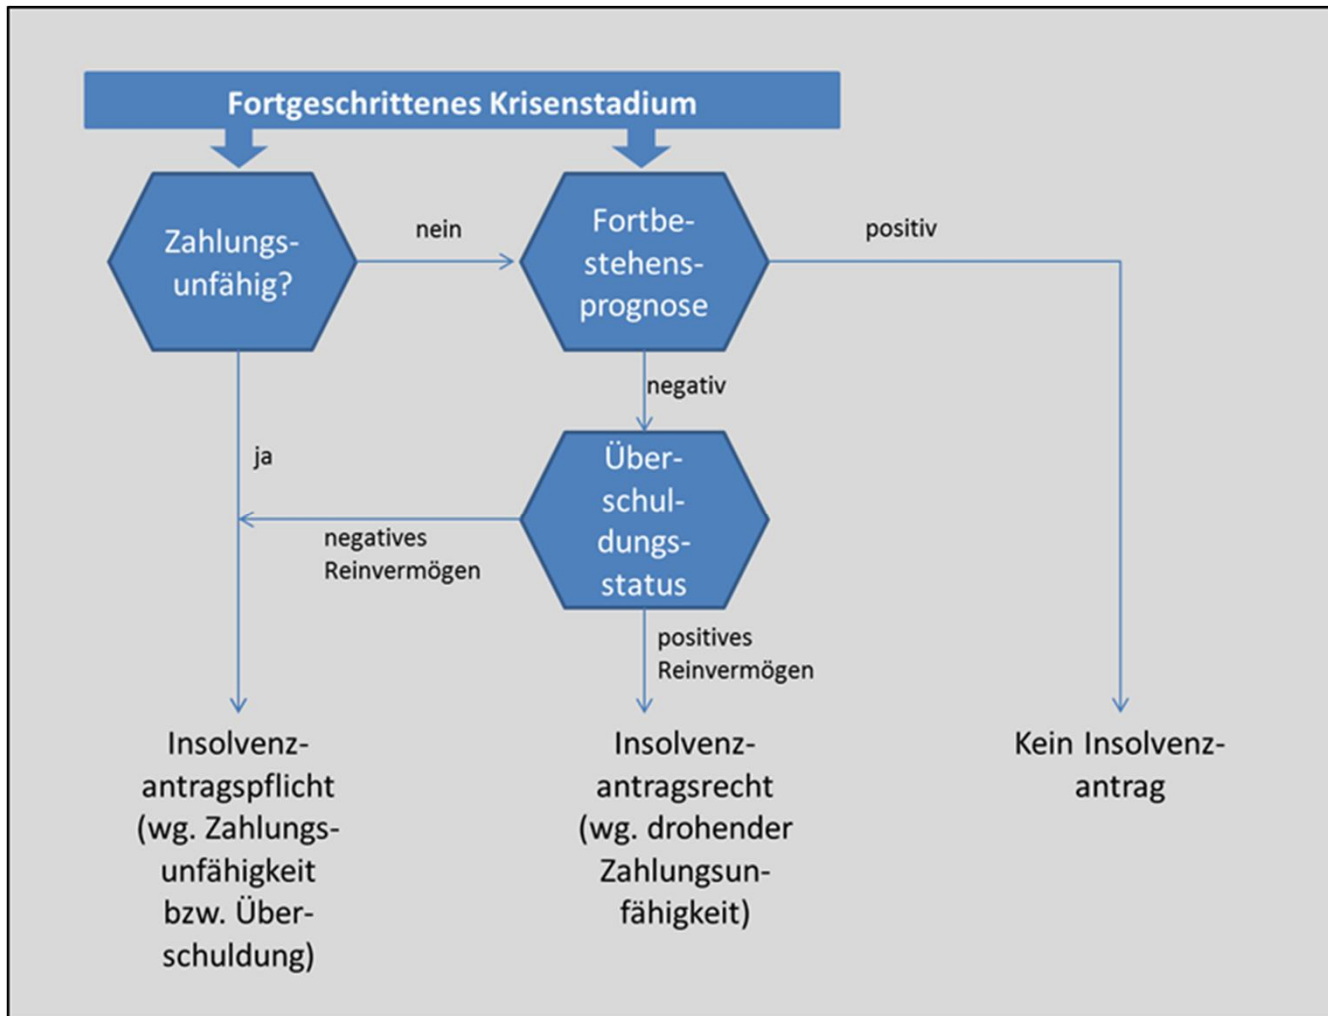 Fortgeschrittenes Krisenstadium
Zahlungs-
unfähig?
nein
Fortbe-
stehens-
prognose
positiv
negativ
ja
Über-
schul-
dungs-
status
negatives
Reinvermögen
positives
Reinvermögen
Insolvenz-
antragspflicht
(wg. Zahlungs-
unfähigkeit
bzw. Über-
schuldung)
Insolvenz-
antragsrecht
(wg. drohender
Zahlungsun-
fähigkeit)
Kein Insolvenz-
antrag